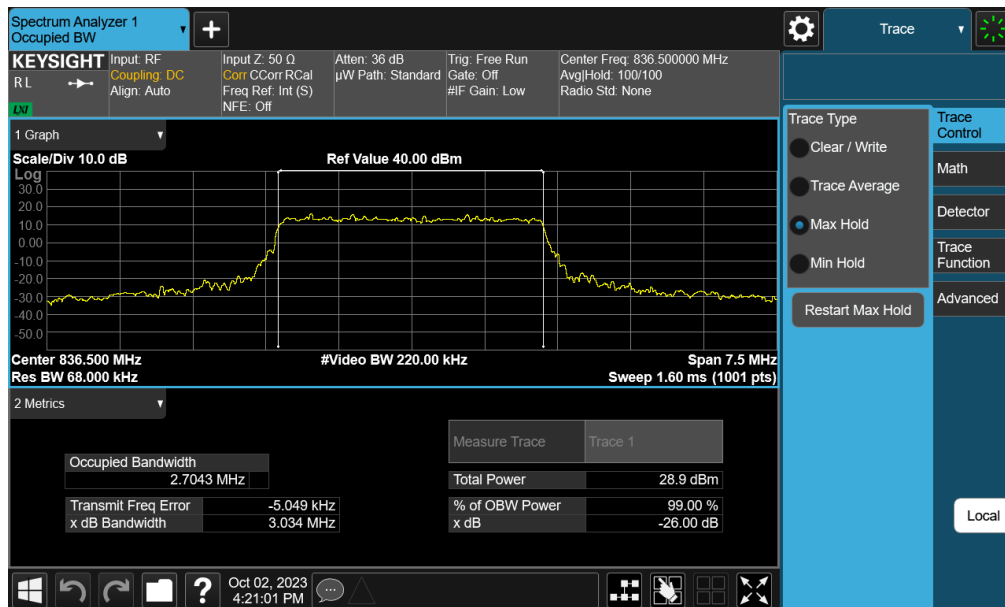 Spectrum Analyzer 1
Occupied BW
Trace
KEYSIGHT
R L
LXI
Input: RF
Coupling: DC
Align: Auto
Input Z: 50 Ω
Corr CCorr RCal
Freq Ref: Int (S)
NFE: Off
Atten: 36 dB
µW Path: Standard
Trig: Free Run
Gate: Off
#IF Gain: Low
Center Freq: 836.500000 MHz
Avg|Hold: 100/100
Radio Std: None
1 Graph
Scale/Div 10.0 dB
Ref Value 40.00 dBm
Log
30.0
20.0
10.0
0.00
-10.0
-20.0
-30.0
-40.0
-50.0
Center 836.500 MHz
#Video BW 220.00 kHz
Span 7.5 MHz
Res BW 68.000 kHz
Sweep 1.60 ms (1001 pts)
2 Metrics
Measure Trace
Trace 1
Occupied Bandwidth
2.7043 MHz
Total Power
28.9 dBm
Transmit Freq Error
-5.049 kHz
% of OBW Power
99.00 %
x dB Bandwidth
3.034 MHz
x dB
-26.00 dB
Trace Type
Clear / Write
Trace Average
Max Hold
Min Hold
Restart Max Hold
Trace
Control
Math
Detector
Trace
Function
Advanced
Local
?
Oct 02, 2023
4:21:01 PM